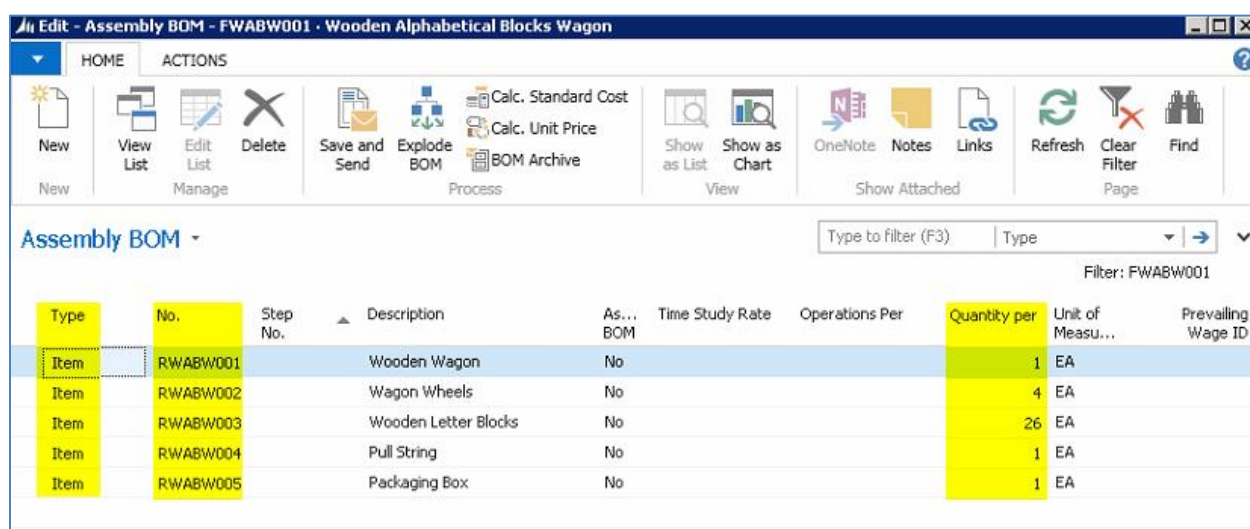 Edit - Assembly BOM - FWABW001 · Wooden Alphabetical Blocks Wagon
HOME ACTIONS
New
View List
Edit List
Delete
Save and Send
Explode BOM
Calc. Standard Cost
Calc. Unit Price
BOM Archive
Show as List
Show as Chart
OneNote
Notes
Links
Refresh
Clear Filter
Find
New Manage Process View Show Attached Page
Assembly BOM
Type to filter (F3) Type
Filter: FWABW001
Type No. Step No. Description As... BOM Time Study Rate Operations Per Quantity per Unit of Measu... Prevailing Wage ID
Item RWABW001 Wooden Wagon No 1 EA
Item RWABW002 Wagon Wheels No 4 EA
Item RWABW003 Wooden Letter Blocks No 26 EA
Item RWABW004 Pull String No 1 EA
Item RWABW005 Packaging Box No 1 EA